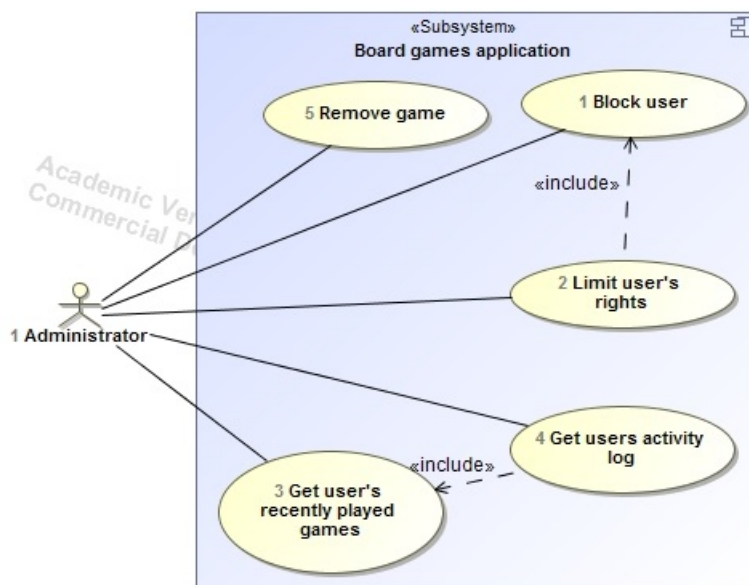 «Subsystem»
Board games application
5 Remove game
1 Block user
«include»
2 Limit user's
rights
Academic Ver
Commercial D
1 Administrator
4 Get users activity
log
«include»
3 Get user's
recently played
games